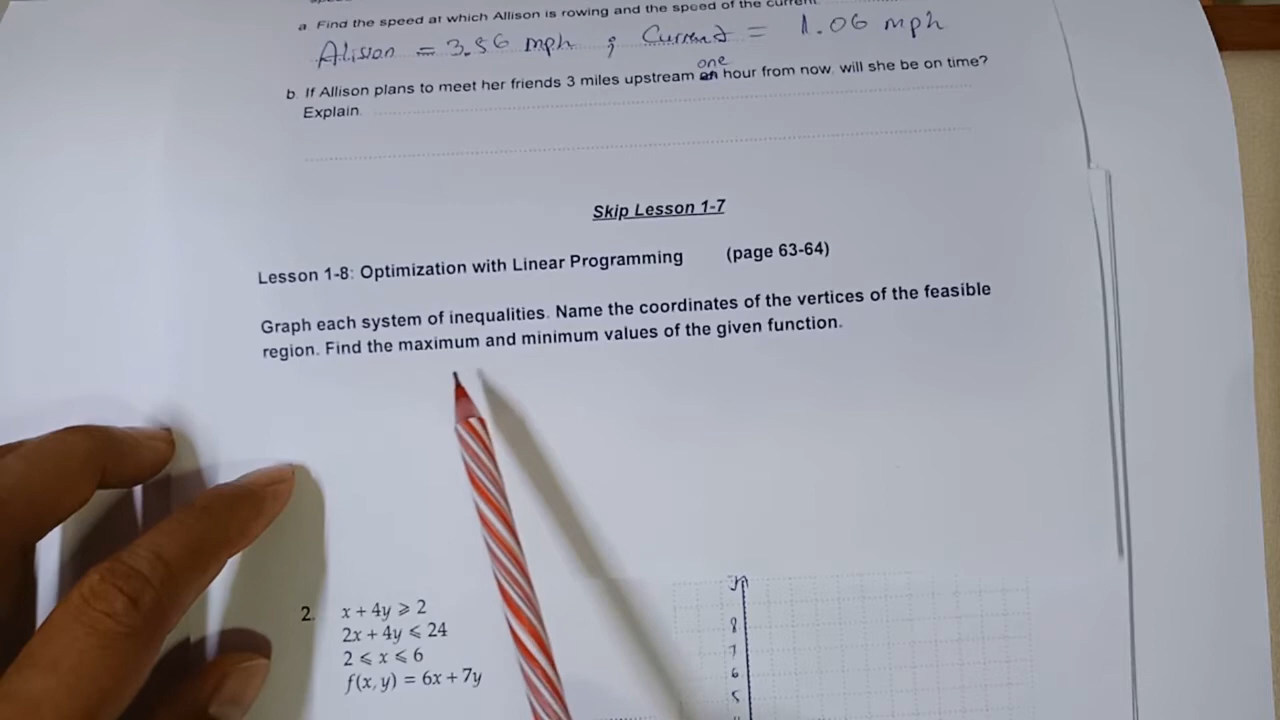 a. Find the speed at which Allison is rowing and the speed of the current.
Alision = 3.56 mph ; Current = 1.06 mph
one
b. If Allison plans to meet her friends 3 miles upstream an hour from now, will she be on time?
Explain.
Skip Lesson 1-7
Lesson 1-8: Optimization with Linear Programming (page 63-64)
Graph each system of inequalities. Name the coordinates of the vertices of the feasible
region. Find the maximum and minimum values of the given function.
2. x + 4y ⩾ 2
2x + 4y ⩽ 24
2 ⩽ x ⩽ 6
f(x, y) = 6x + 7y
y
8
7
6
5